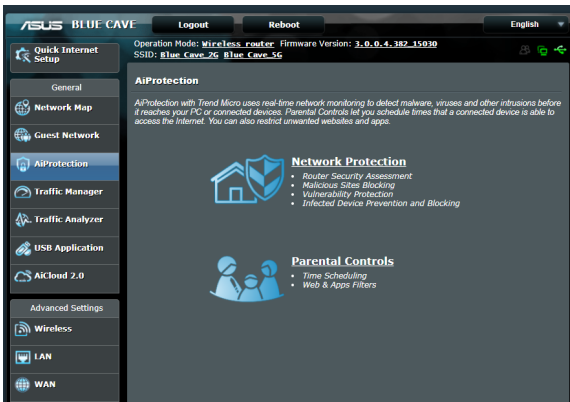 ASUS BLUE CAVE
Logout
Reboot
English
Quick Internet
Setup
Operation Mode: Wireless router Firmware Version: 3.0.0.4.382_15030
SSID: Blue Cave_2G Blue Cave_5G
General
Network Map
Guest Network
AiProtection
Traffic Manager
Traffic Analyzer
USB Application
AiCloud 2.0
Advanced Settings
Wireless
LAN
WAN
AiProtection
AiProtection with Trend Micro uses real-time network monitoring to detect malware, viruses and other intrusions before
it reaches your PC or connected devices. Parental Controls let you schedule times that a connected device is able to
access the Internet. You can also restrict unwanted websites and apps.
Network Protection
• Router Security Assessment
• Malicious Sites Blocking
• Vulnerability Protection
• Infected Device Prevention and Blocking
Parental Controls
• Time Scheduling
• Web & Apps Filters